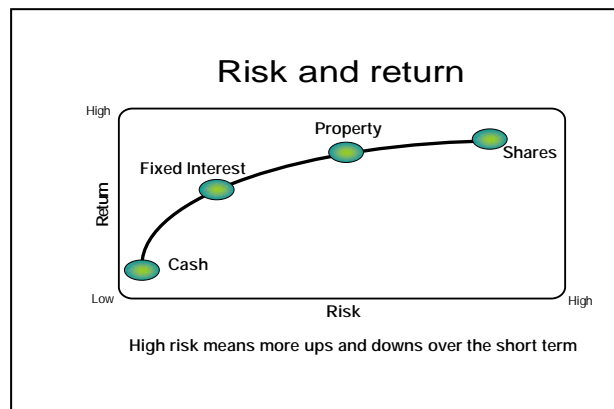 Risk and return
High
Property
Shares
Fixed Interest
Return
Cash
Low
Risk
High
High risk means more ups and downs over the short term